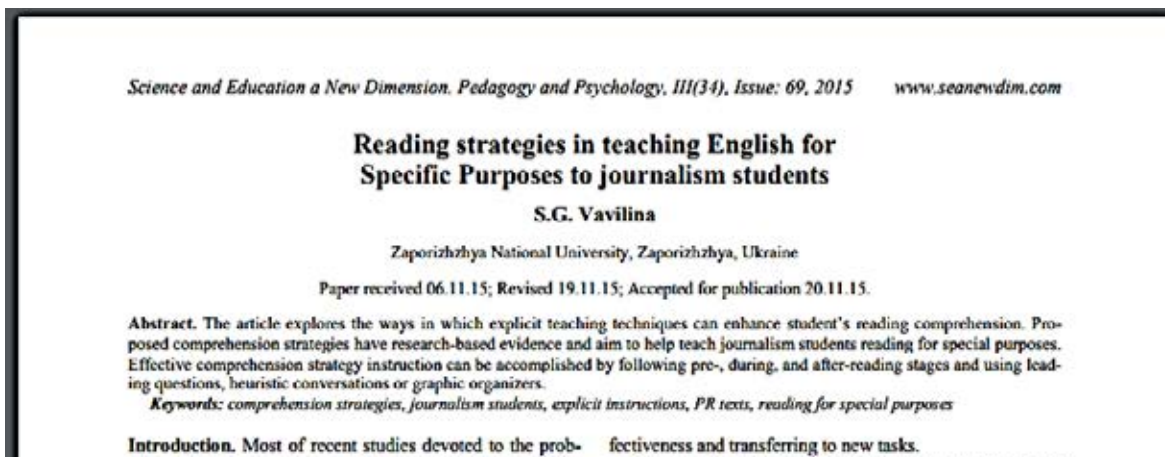 Science and Education a New Dimension. Pedagogy and Psychology, III(34), Issue: 69, 2015 www.seanewdim.com
Reading strategies in teaching English for
Specific Purposes to journalism students
S.G. Vavilina
Zaporizhzhya National University, Zaporizhzhya, Ukraine
Paper received 06.11.15; Revised 19.11.15; Accepted for publication 20.11.15.
Abstract. The article explores the ways in which explicit teaching techniques can enhance student's reading comprehension. Pro-
posed comprehension strategies have research-based evidence and aim to help teach journalism students reading for special purposes.
Effective comprehension strategy instruction can be accomplished by following pre-, during, and after-reading stages and using lead-
ing questions, heuristic conversations or graphic organizers.
Keywords: comprehension strategies, journalism students, explicit instructions, PR texts, reading for special purposes
Introduction. Most of recent studies devoted to the prob-
fectiveness and transferring to new tasks.